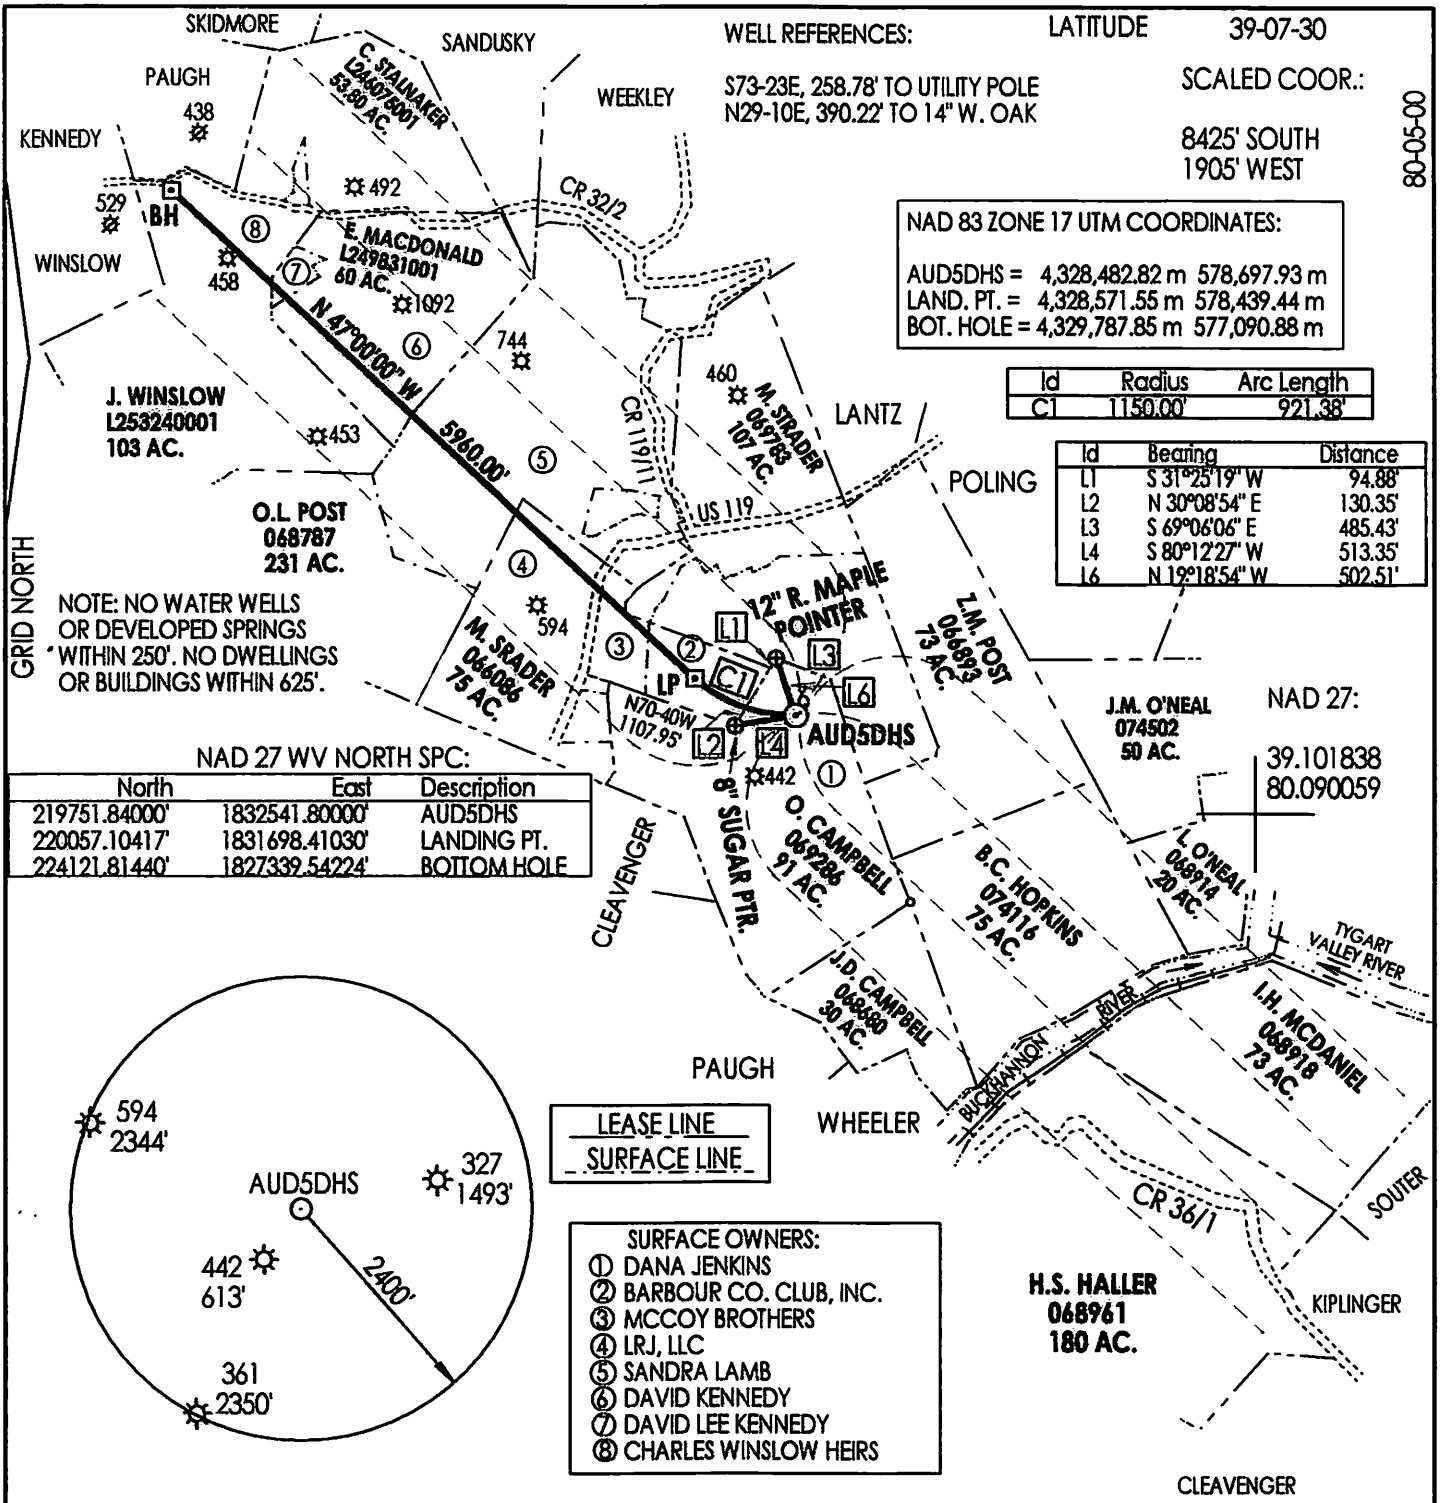 SKIDMORE
SANDUSKY
WELL REFERENCES:
S73-23E, 258.78' TO UTILITY POLE
N29-10E, 390.22' TO 14" W. OAK
LATITUDE 39-07-30
SCALED COOR.:
8425' SOUTH
1905' WEST
80-05-00
PAUGH
438
KENNEDY
C. STALNAKER
L246075001
53.80 AC.
WEEKLEY
529
BH
492
CR 32/2
WINSLOW
458
8
7
E. MACDONALD
L249831001
60 AC.
1092
6
744
NAD 83 ZONE 17 UTM COORDINATES:
AUD5DHS = 4,328,482.82 m 578,697.93 m
LAND. PT. = 4,328,571.55 m 578,439.44 m
BOT. HOLE = 4,329,787.85 m 577,090.88 m
Id Radius Arc Length
C1 1150.00' 921.38'
Id Bearing Distance
L1 S 31°25'19" W 94.88'
L2 N 30°08'54" E 130.35'
L3 S 69°06'06" E 485.43'
L4 S 80°12'27" W 513.35'
L6 N 19°18'54" W 502.51'
N 47°00'00" W
5960.00'
J. WINSLOW
L253240001
103 AC.
453
5
CR 119/11
460
M. STRADER
069783
107 AC.
LANTZ
POLING
US 119
O.L. POST
068787
231 AC.
GRID NORTH
NOTE: NO WATER WELLS
OR DEVELOPED SPRINGS
WITHIN 250'. NO DWELLINGS
OR BUILDINGS WITHIN 625'.
4
594
M. SRADER
066086
75 AC.
3
2
12" R. MAPLE
POINTER
L1
L3
LP
C1
L6
N70-40W
1107.95'
L2
L4
AUD5DHS
442
1
8" SUGAR PTR.
Z.M. POST
066893
73 AC.
J.M. O'NEAL
074502
50 AC.
NAD 27:
39.101838
80.090059
NAD 27 WV NORTH SPC:
North East Description
219751.84000' 1832541.80000' AUD5DHS
220057.10417' 1831698.41030' LANDING PT.
224121.81440' 1827339.54224' BOTTOM HOLE
CLEAVENGER
O. CAMPBELL
069286
91 AC.
B.C. HOPKINS
074116
75 AC.
L. O'NEAL
068914
20 AC.
TYGART
VALLEY RIVER
J.D. CAMPBELL
068680
30 AC.
BUCKHANNON RIVER
I.H. MCDANIEL
068918
73 AC.
PAUGH
WHEELER
LEASE LINE
SURFACE LINE
594
2344'
AUD5DHS
327
1493'
442
613'
2400'
361
2350'
SURFACE OWNERS:
1 DANA JENKINS
2 BARBOUR CO. CLUB, INC.
3 MCCOY BROTHERS
4 LRJ, LLC
5 SANDRA LAMB
6 DAVID KENNEDY
7 DAVID LEE KENNEDY
8 CHARLES WINSLOW HEIRS
CR 36/1
SOUTER
H.S. HALLER
068961
180 AC.
KIPLINGER
CLEAVENGER